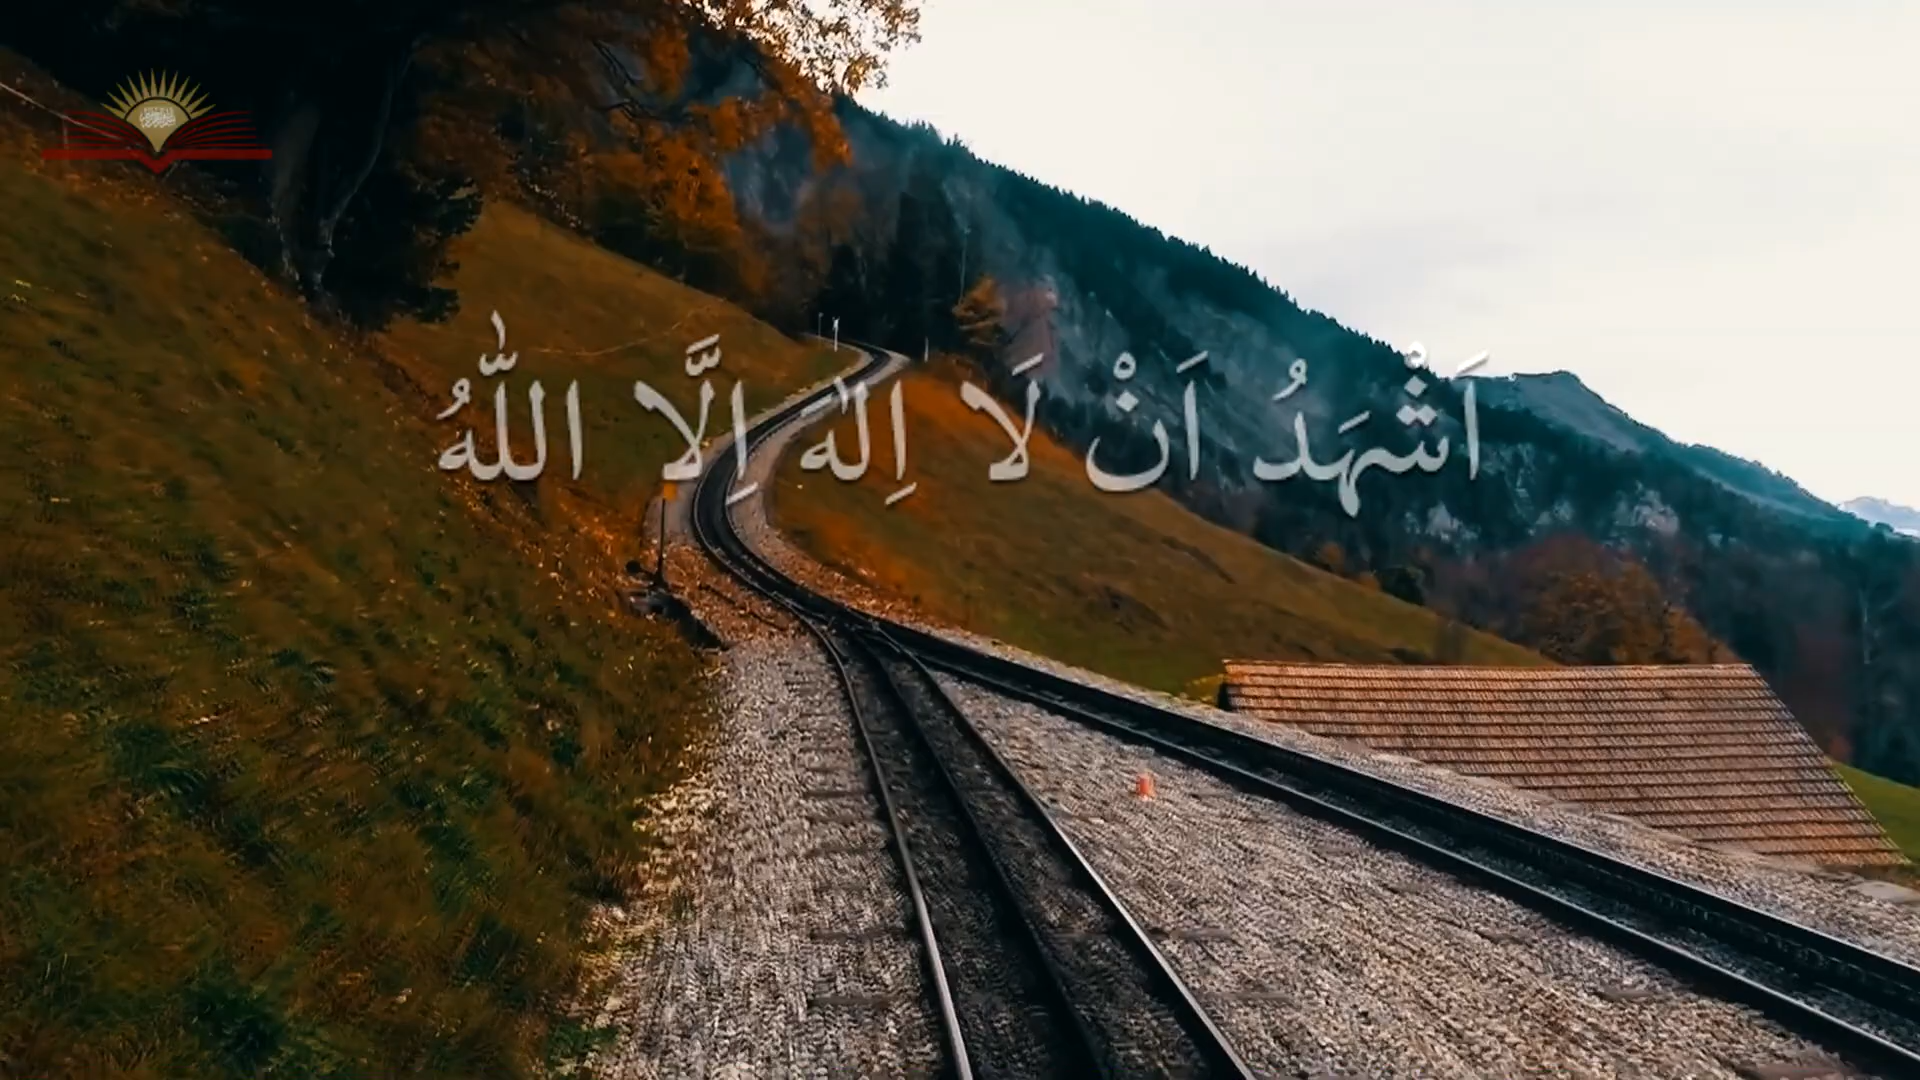 اَشْهَدُ اَنْ لَا اِلٰهَ اِلَّا اللّٰهُ